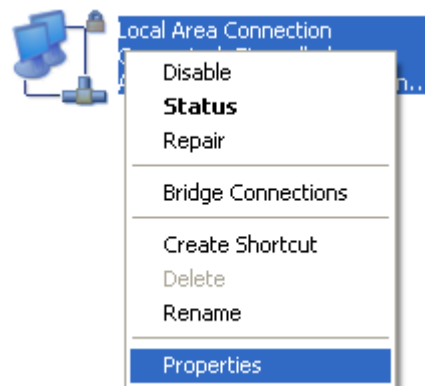 Local Area Connection
Disable
Status
Repair
Bridge Connections
Create Shortcut
Delete
Rename
Properties